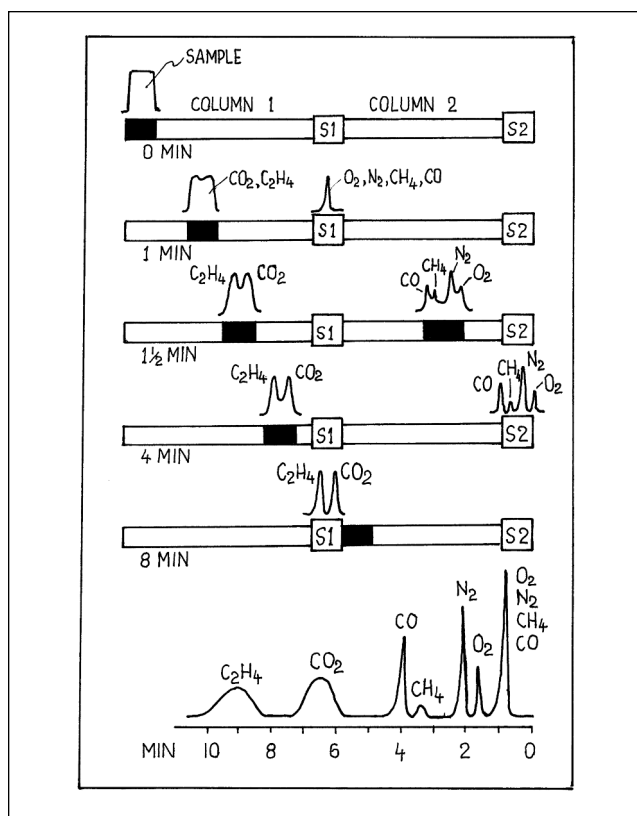 SAMPLE
COLUMN 1 COLUMN 2
S1 S2
0 MIN
CO₂,C₂H₄ O₂,N₂,CH₄,CO
S1 S2
1 MIN
C₂H₄ CO₂ CO CH₄ N₂ O₂
S1 S2
1½ MIN
C₂H₄ CO₂ CO CH₄ N₂ O₂
S1 S2
4 MIN
C₂H₄ CO₂
S1 S2
8 MIN
C₂H₄ CO₂ CO CH₄ N₂ O₂ O₂
N₂
CH₄
CO
MIN 10 8 6 4 2 0